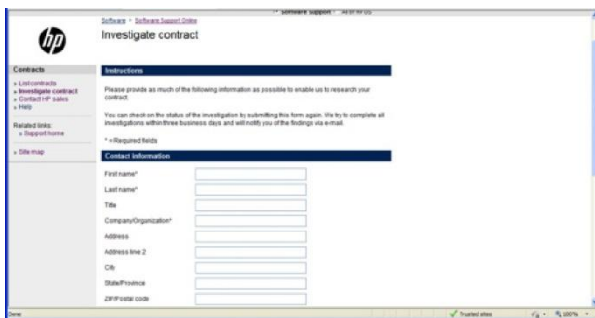 Software Support
Software » Software Support Online
hp
Investigate contract
Contracts
» List contracts
» Investigate contract
» Contact HP sales
» Help
Related links:
» Support home
» Site map
Instructions
Please provide as much of the following information as possible to enable us to research your
contract.
You can check on the status of the investigation by submitting this form again. We try to complete all
investigations within three business days and will notify you of the findings via e-mail.
* =Required fields
Contact information
First name*
Last name*
Title
Company/Organization*
Address
Address line 2
City
State/Province
ZIP/Postal code
Done
Trusted sites
100%